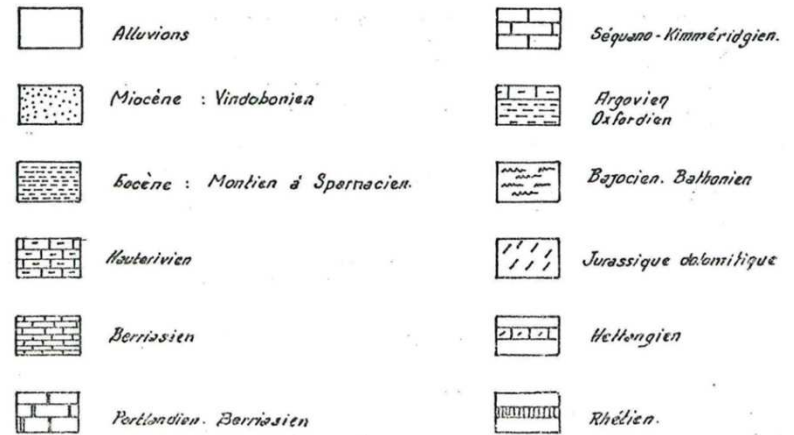 Alluvions
Miocène : Vindobonien
Eocène : Montien à Sparnacien.
Hauterivien
Berriasien
Portlandien. Berriasien
Séquano-Kimméridgien.
Argovien
Oxfordien
Bajocien. Bathonien
Jurassique dolomitique
Hettangien
Rhétien.